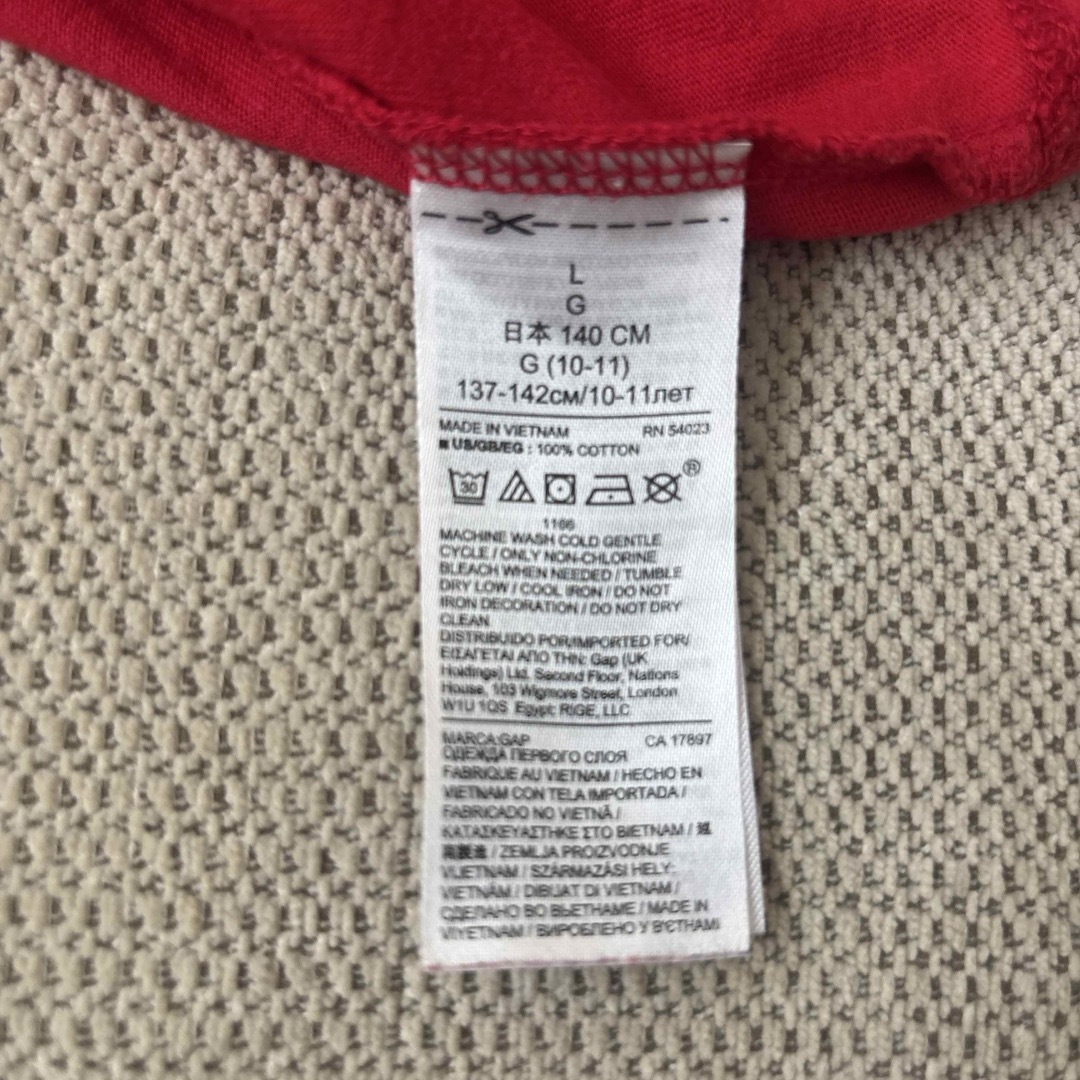 L
G
日本 140 CM
G (10-11)
137-142см/10-11лет
MADE IN VIETNAM RN 54023
■ US/GB/EG : 100% COTTON
30 ®
1166
MACHINE WASH COLD GENTLE
CYCLE / ONLY NON-CHLORINE
BLEACH WHEN NEEDED / TUMBLE
DRY LOW / COOL IRON / DO NOT
IRON DECORATION / DO NOT DRY
CLEAN
DISTRIBUIDO POR/IMPORTED FOR/
ΕΙΣΑΓΕΤΑΙ ΑΠΟ ΤΗΝ: Gap (UK
Holdings) Ltd. Second Floor, Nations
House, 103 Wigmore Street, London
W1U 1QS Egypt: RIGE, LLC
MARCA:GAP CA 17897
ОДЕЖДА ПЕРВОГО СЛОЯ
FABRIQUE AU VIETNAM / HECHO EN
VIETNAM CON TELA IMPORTADA /
FABRICADO NO VIETNÃ /
ΚΑΤΑΣΚΕΥΑΣΤΗΚΕ ΣΤΟ ΒΙΕΤΝΑΜ / 越
南製造 / ZEMLJA PROIZVODNJE
VIJETNAM / SZÁRMAZÁSI HELY:
VIETNÁM / DIBUAT DI VIETNAM /
СДЕЛАНО ВО ВЬЕТНАМЕ / MADE IN
VIYETNAM / ВИРОБЛЕНО У В'ЄТНАМІ